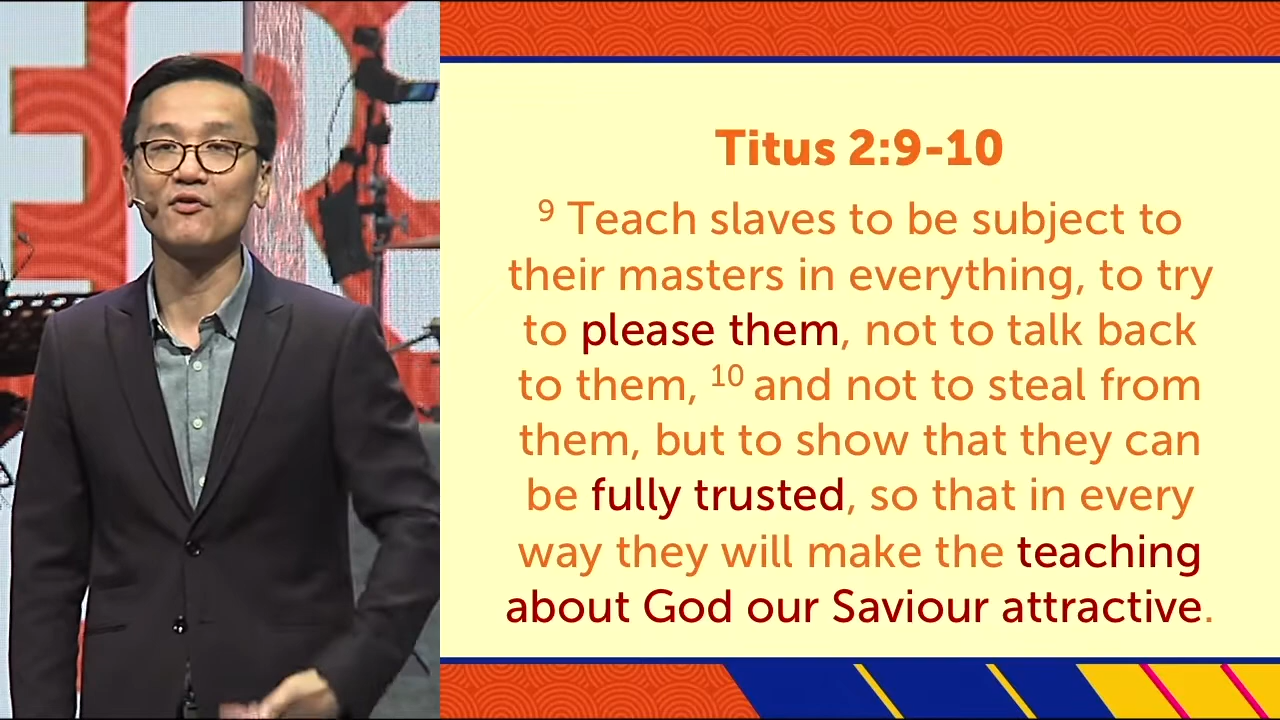 Titus 2:9-10
9 Teach slaves to be subject to
their masters in everything, to try
to please them, not to talk back
to them, 10 and not to steal from
them, but to show that they can
be fully trusted, so that in every
way they will make the teaching
about God our Saviour attractive.